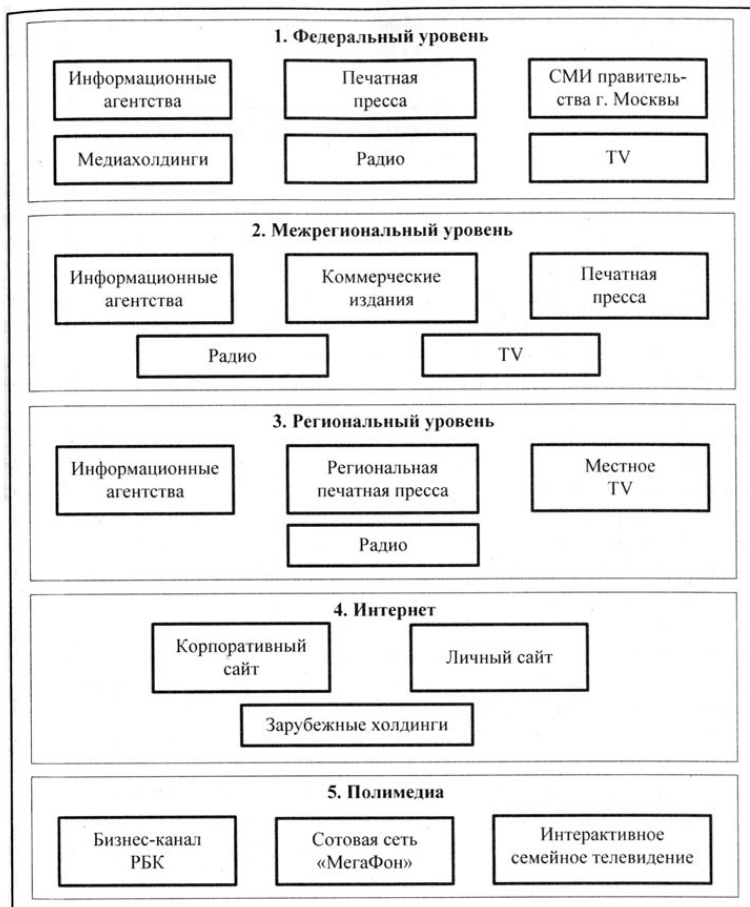 1. Федеральный уровень
Информационные
агентства
Печатная
пресса
СМИ правитель-
ства г. Москвы
Медиахолдинги
Радио
TV
2. Межрегиональный уровень
Информационные
агентства
Коммерческие
издания
Печатная
пресса
Радио
TV
3. Региональный уровень
Информационные
агентства
Региональная
печатная пресса
Местное
TV
Радио
4. Интернет
Корпоративный
сайт
Личный сайт
Зарубежные холдинги
5. Полимедиа
Бизнес-канал
РБК
Сотовая сеть
«МегаФон»
Интерактивное
семейное телевидение